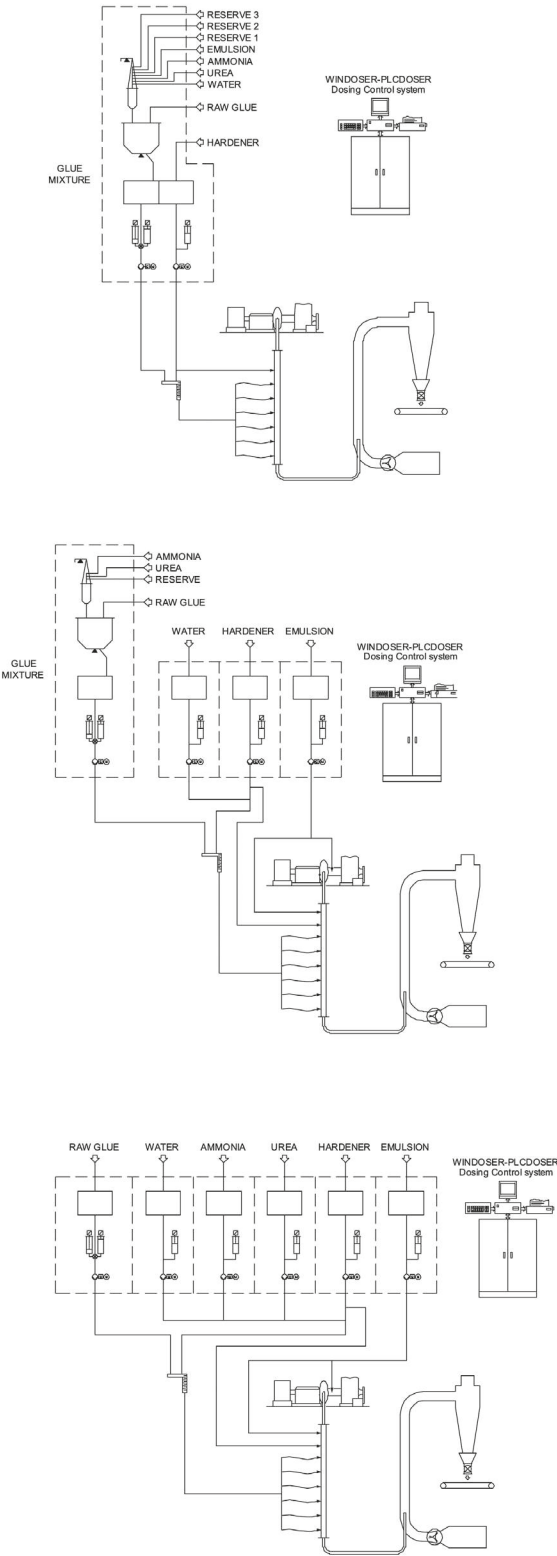 RESERVE 3
RESERVE 2
RESERVE 1
EMULSION
AMMONIA
UREA
WATER
RAW GLUE
HARDENER
GLUE
MIXTURE
WINDOSER-PLCDOSER
Dosing Control system
AMMONIA
UREA
RESERVE
RAW GLUE
GLUE
MIXTURE
WATER
HARDENER
EMULSION
WINDOSER-PLCDOSER
Dosing Control system
RAW GLUE
WATER
AMMONIA
UREA
HARDENER
EMULSION
WINDOSER-PLCDOSER
Dosing Control system